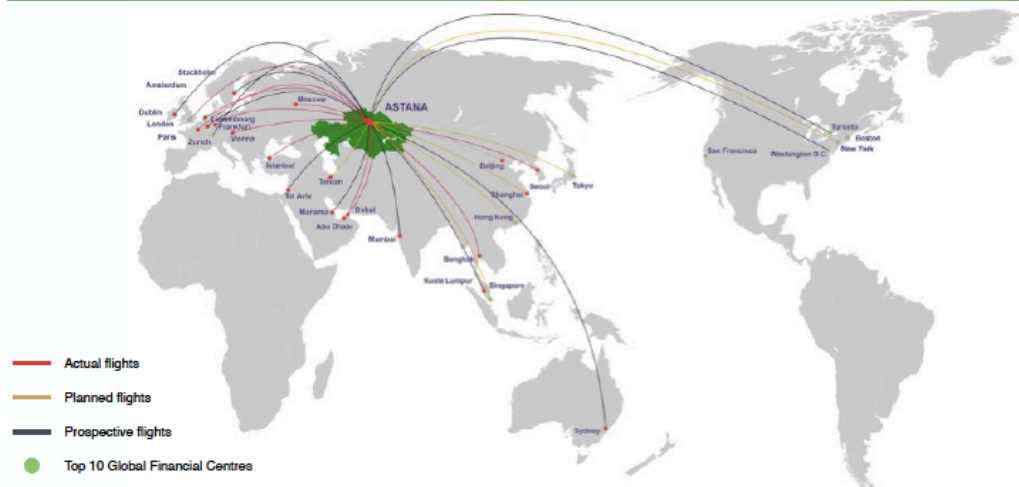 Stockholm
Amsterdam
Dublin
London
Paris
Zurich
Luxembourg
Frankfurt
Vienna
Moscow
ASTANA
Istanbul
Tehran
Tel Aviv
Manama
Dubai
Abu Dhabi
Mumbai
Beijing
Seoul
Tokyo
Shanghai
Hong Kong
Bangkok
Kuala Lumpur
Singapore
Sydney
San Francisco
Toronto
Boston
New York
Washington D.C.
Actual flights
Planned flights
Prospective flights
Top 10 Global Financial Centres